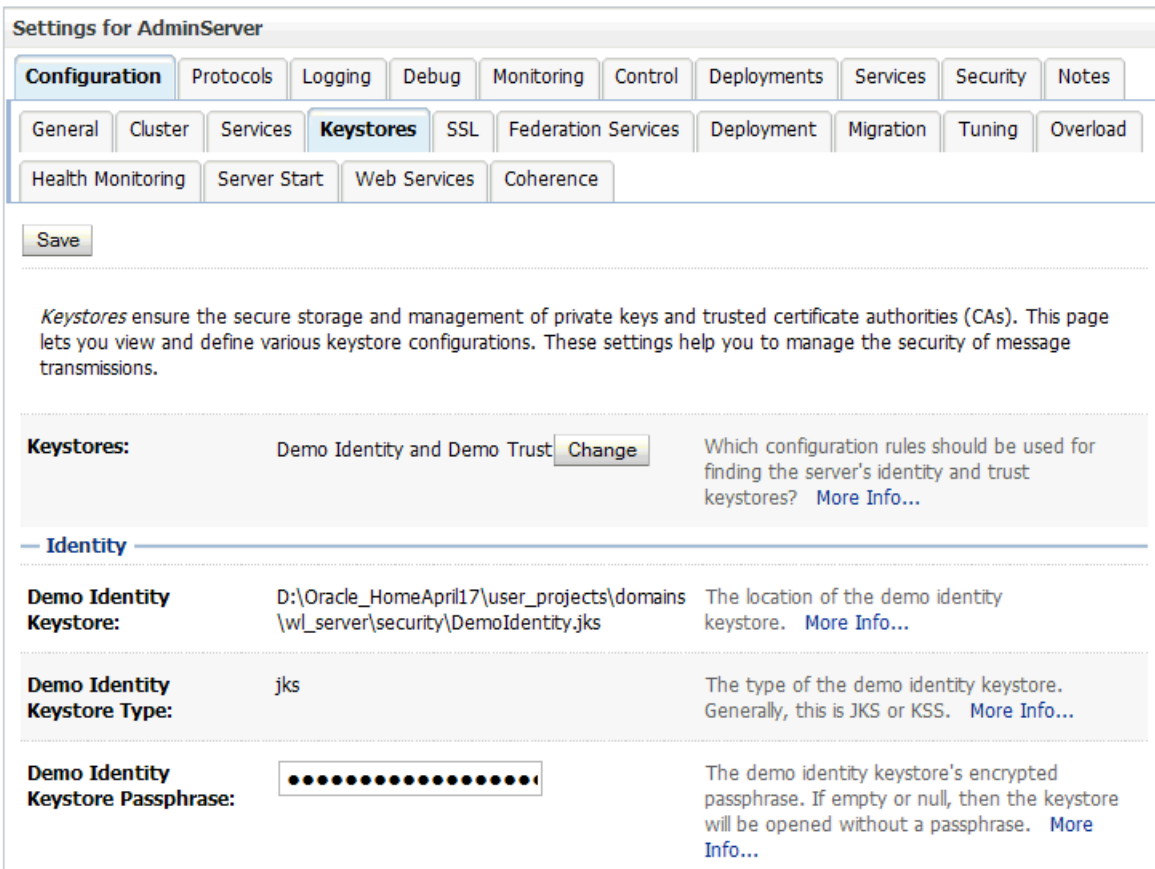 Settings for AdminServer
Configuration Protocols Logging Debug Monitoring Control Deployments Services Security Notes
General Cluster Services Keystores SSL Federation Services Deployment Migration Tuning Overload
Health Monitoring Server Start Web Services Coherence
Save
Keystores ensure the secure storage and management of private keys and trusted certificate authorities (CAs). This page
lets you view and define various keystore configurations. These settings help you to manage the security of message
transmissions.
Keystores:
Demo Identity and Demo Trust Change
Which configuration rules should be used for
finding the server's identity and trust
keystores? More Info...
Identity
Demo Identity
Keystore:
D:\Oracle_HomeApril17\user_projects\domains
\wl_server\security\DemoIdentity.jks
The location of the demo identity
keystore. More Info...
Demo Identity
Keystore Type:
jks
The type of the demo identity keystore.
Generally, this is JKS or KSS. More Info...
Demo Identity
Keystore Passphrase:
The demo identity keystore's encrypted
passphrase. If empty or null, then the keystore
will be opened without a passphrase. More
Info...